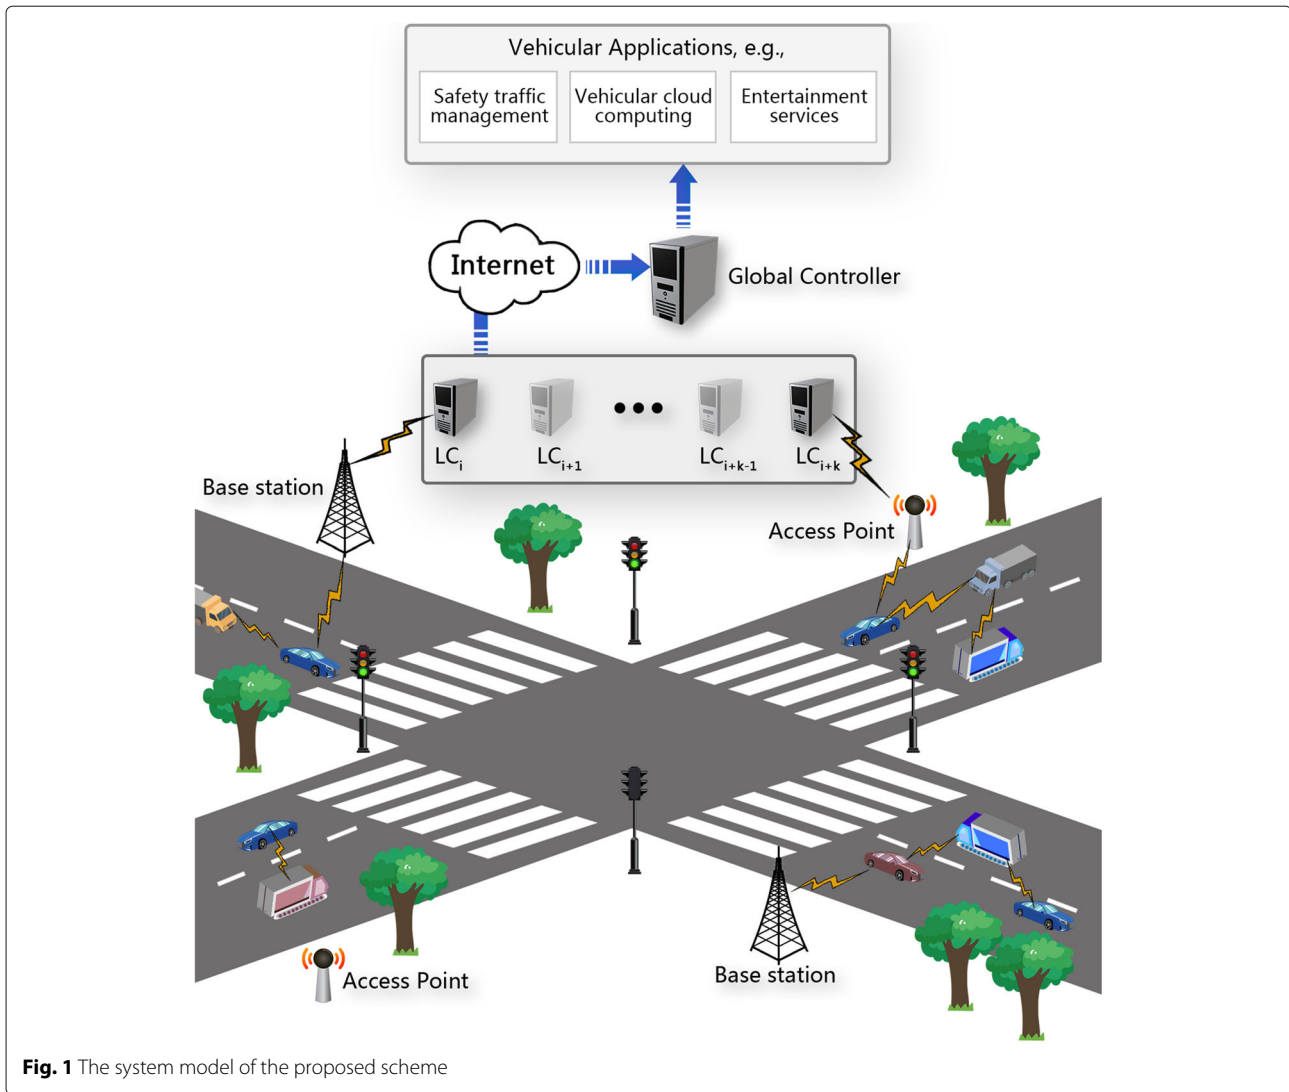 Vehicular Applications, e.g.,
Safety traffic
management
Vehicular cloud
computing
Entertainment
services
Internet
Global Controller
LCi
LCi+1
LCi+k-1
LCi+k
Base station
Access Point
Access Point
Base station
Fig. 1 The system model of the proposed scheme